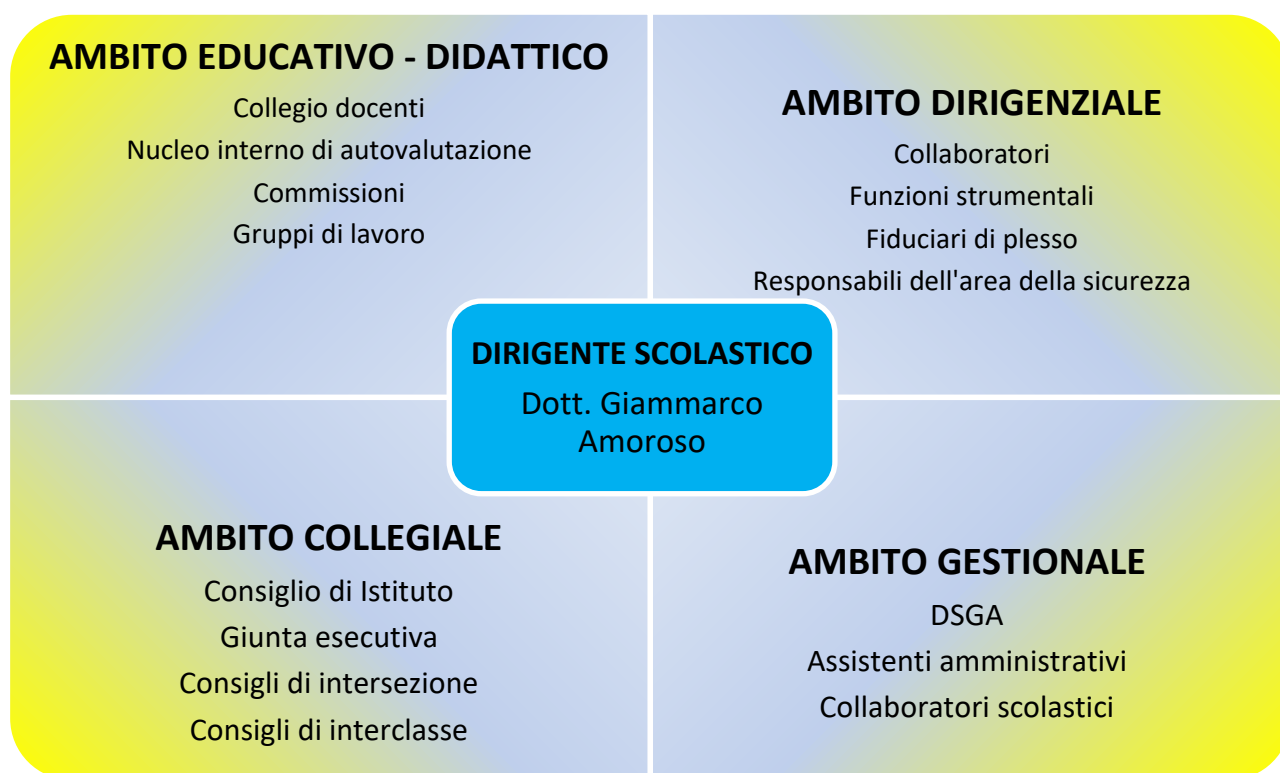 AMBITO EDUCATIVO - DIDATTICO
Collegio docenti
Nucleo interno di autovalutazione
Commissioni
Gruppi di lavoro
AMBITO DIRIGENZIALE
Collaboratori
Funzioni strumentali
Fiduciari di plesso
Responsabili dell'area della sicurezza
DIRIGENTE SCOLASTICO
Dott. Giammarco
Amoroso
AMBITO COLLEGIALE
Consiglio di Istituto
Giunta esecutiva
Consigli di intersezione
Consigli di interclasse
AMBITO GESTIONALE
DSGA
Assistenti amministrativi
Collaboratori scolastici